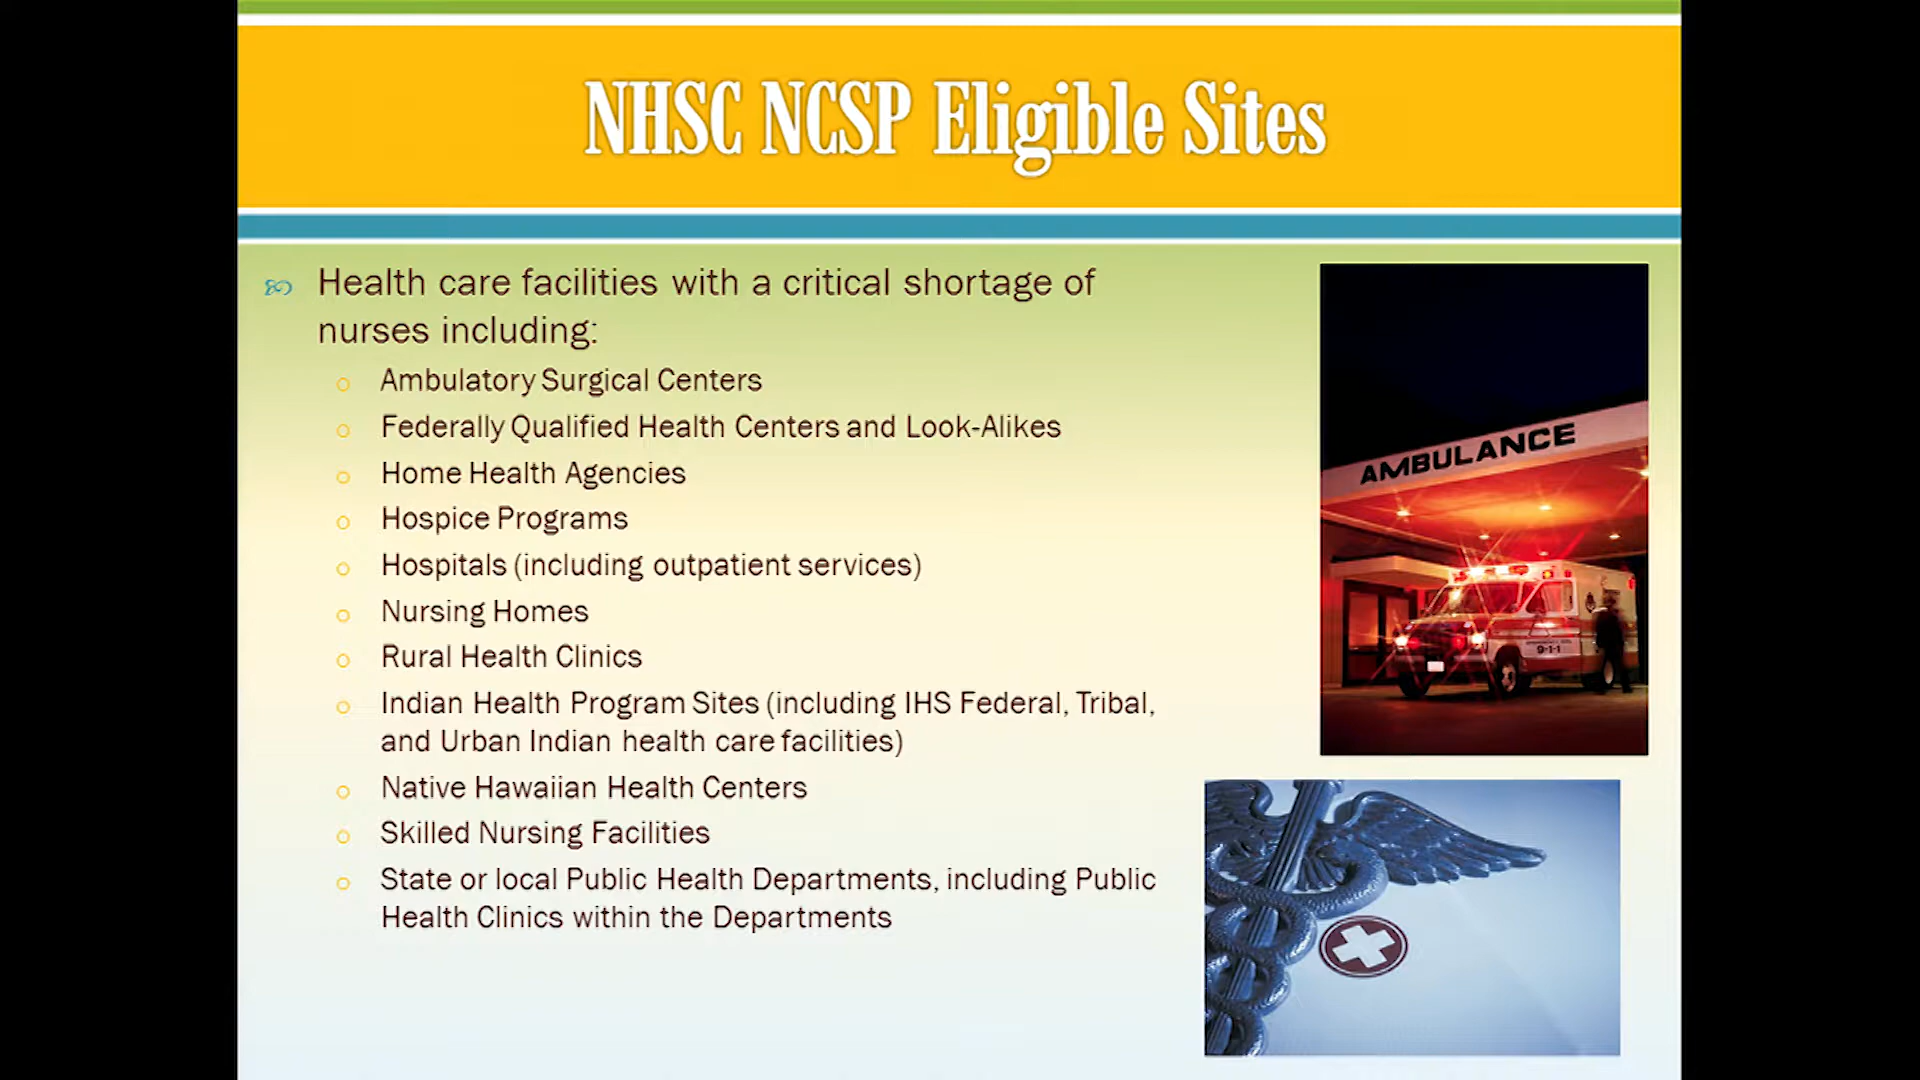 NHSC NCSP Eligible Sites
Health care facilities with a critical shortage of
nurses including:
Ambulatory Surgical Centers
Federally Qualified Health Centers and Look-Alikes
Home Health Agencies
Hospice Programs
Hospitals (including outpatient services)
Nursing Homes
Rural Health Clinics
Indian Health Program Sites (including IHS Federal, Tribal,
and Urban Indian health care facilities)
Native Hawaiian Health Centers
Skilled Nursing Facilities
State or local Public Health Departments, including Public
Health Clinics within the Departments
AMBULANCE
9-1-1